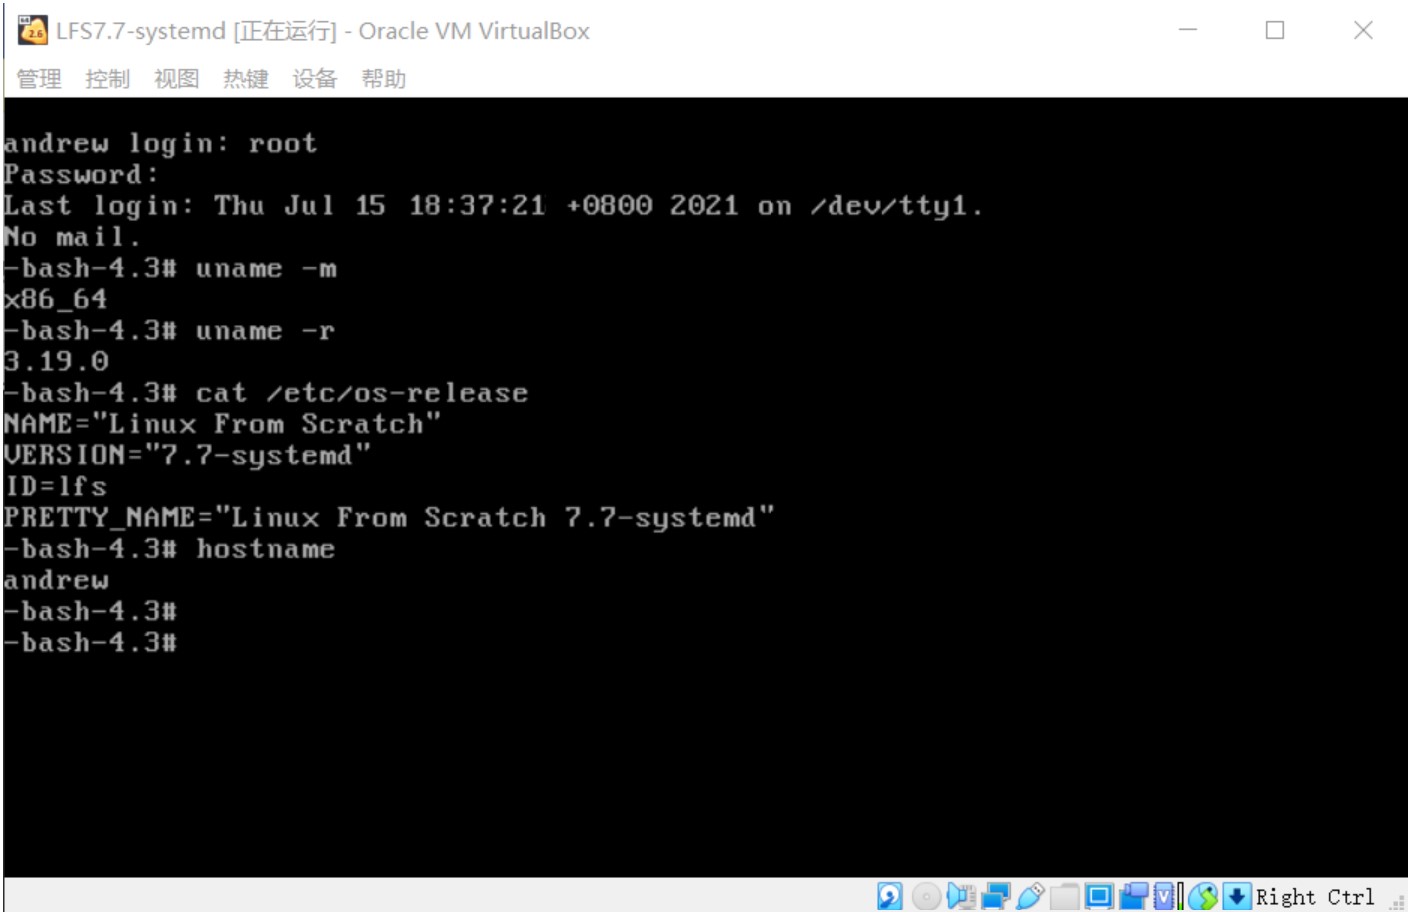 LFS7.7-systemd [正在运行] - Oracle VM VirtualBox
管理 控制 视图 热键 设备 帮助
andrew login: root
Password:
Last login: Thu Jul 15 18:37:21 +0800 2021 on /dev/tty1.
No mail.
-bash-4.3# uname -m
x86_64
-bash-4.3# uname -r
3.19.0
-bash-4.3# cat /etc/os-release
NAME="Linux From Scratch"
VERSION="7.7-systemd"
ID=lfs
PRETTY_NAME="Linux From Scratch 7.7-systemd"
-bash-4.3# hostname
andrew
-bash-4.3#
-bash-4.3#
Right Ctrl